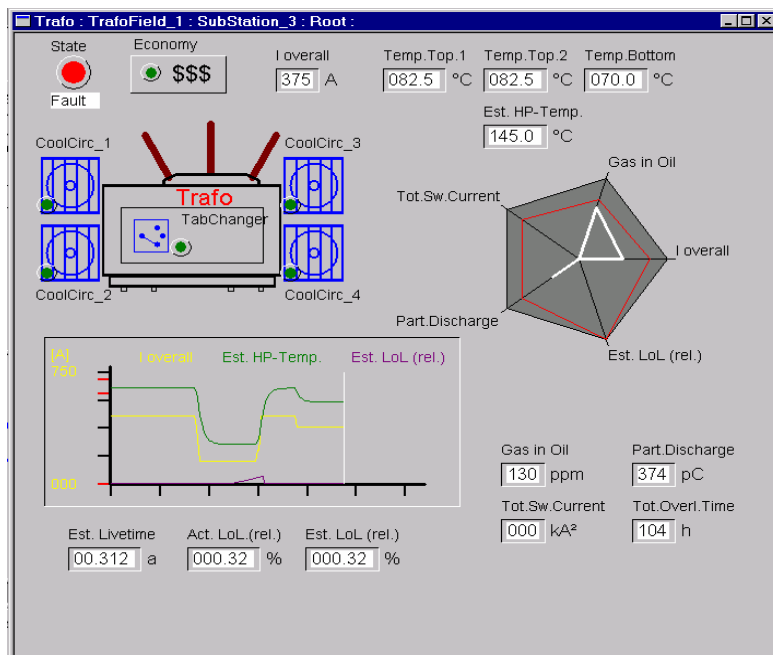 Trafo : TrafoField_1 : SubStation_3 : Root :
State
Fault
Economy
$$$
I overall
375 A
Temp.Top.1
082.5 °C
Temp.Top.2
082.5 °C
Temp.Bottom
070.0 °C
Est. HP-Temp.
145.0 °C
CoolCirc_1
CoolCirc_3
Trafo
TabChanger
CoolCirc_2
CoolCirc_4
Gas in Oil
Tot.Sw.Current
I overall
Part.Discharge
Est. LoL (rel.)
[A] I overall Est. HP-Temp. Est. LoL (rel.)
750
000
Gas in Oil
130 ppm
Part.Discharge
374 pC
Tot.Sw.Current
000 kA²
Tot.Overl.Time
104 h
Est. Livetime
00.312 a
Act. LoL.(rel.)
000.32 %
Est. LoL (rel.)
000.32 %